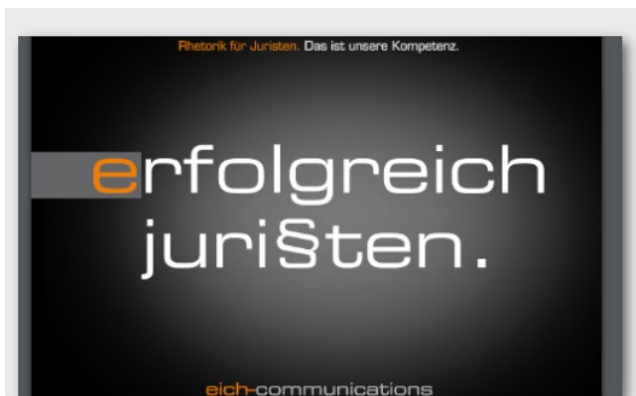 Rhetorik für Juristen. Das ist unsere Kompetenz.
erfolgreich
juri§ten.
eich-communications